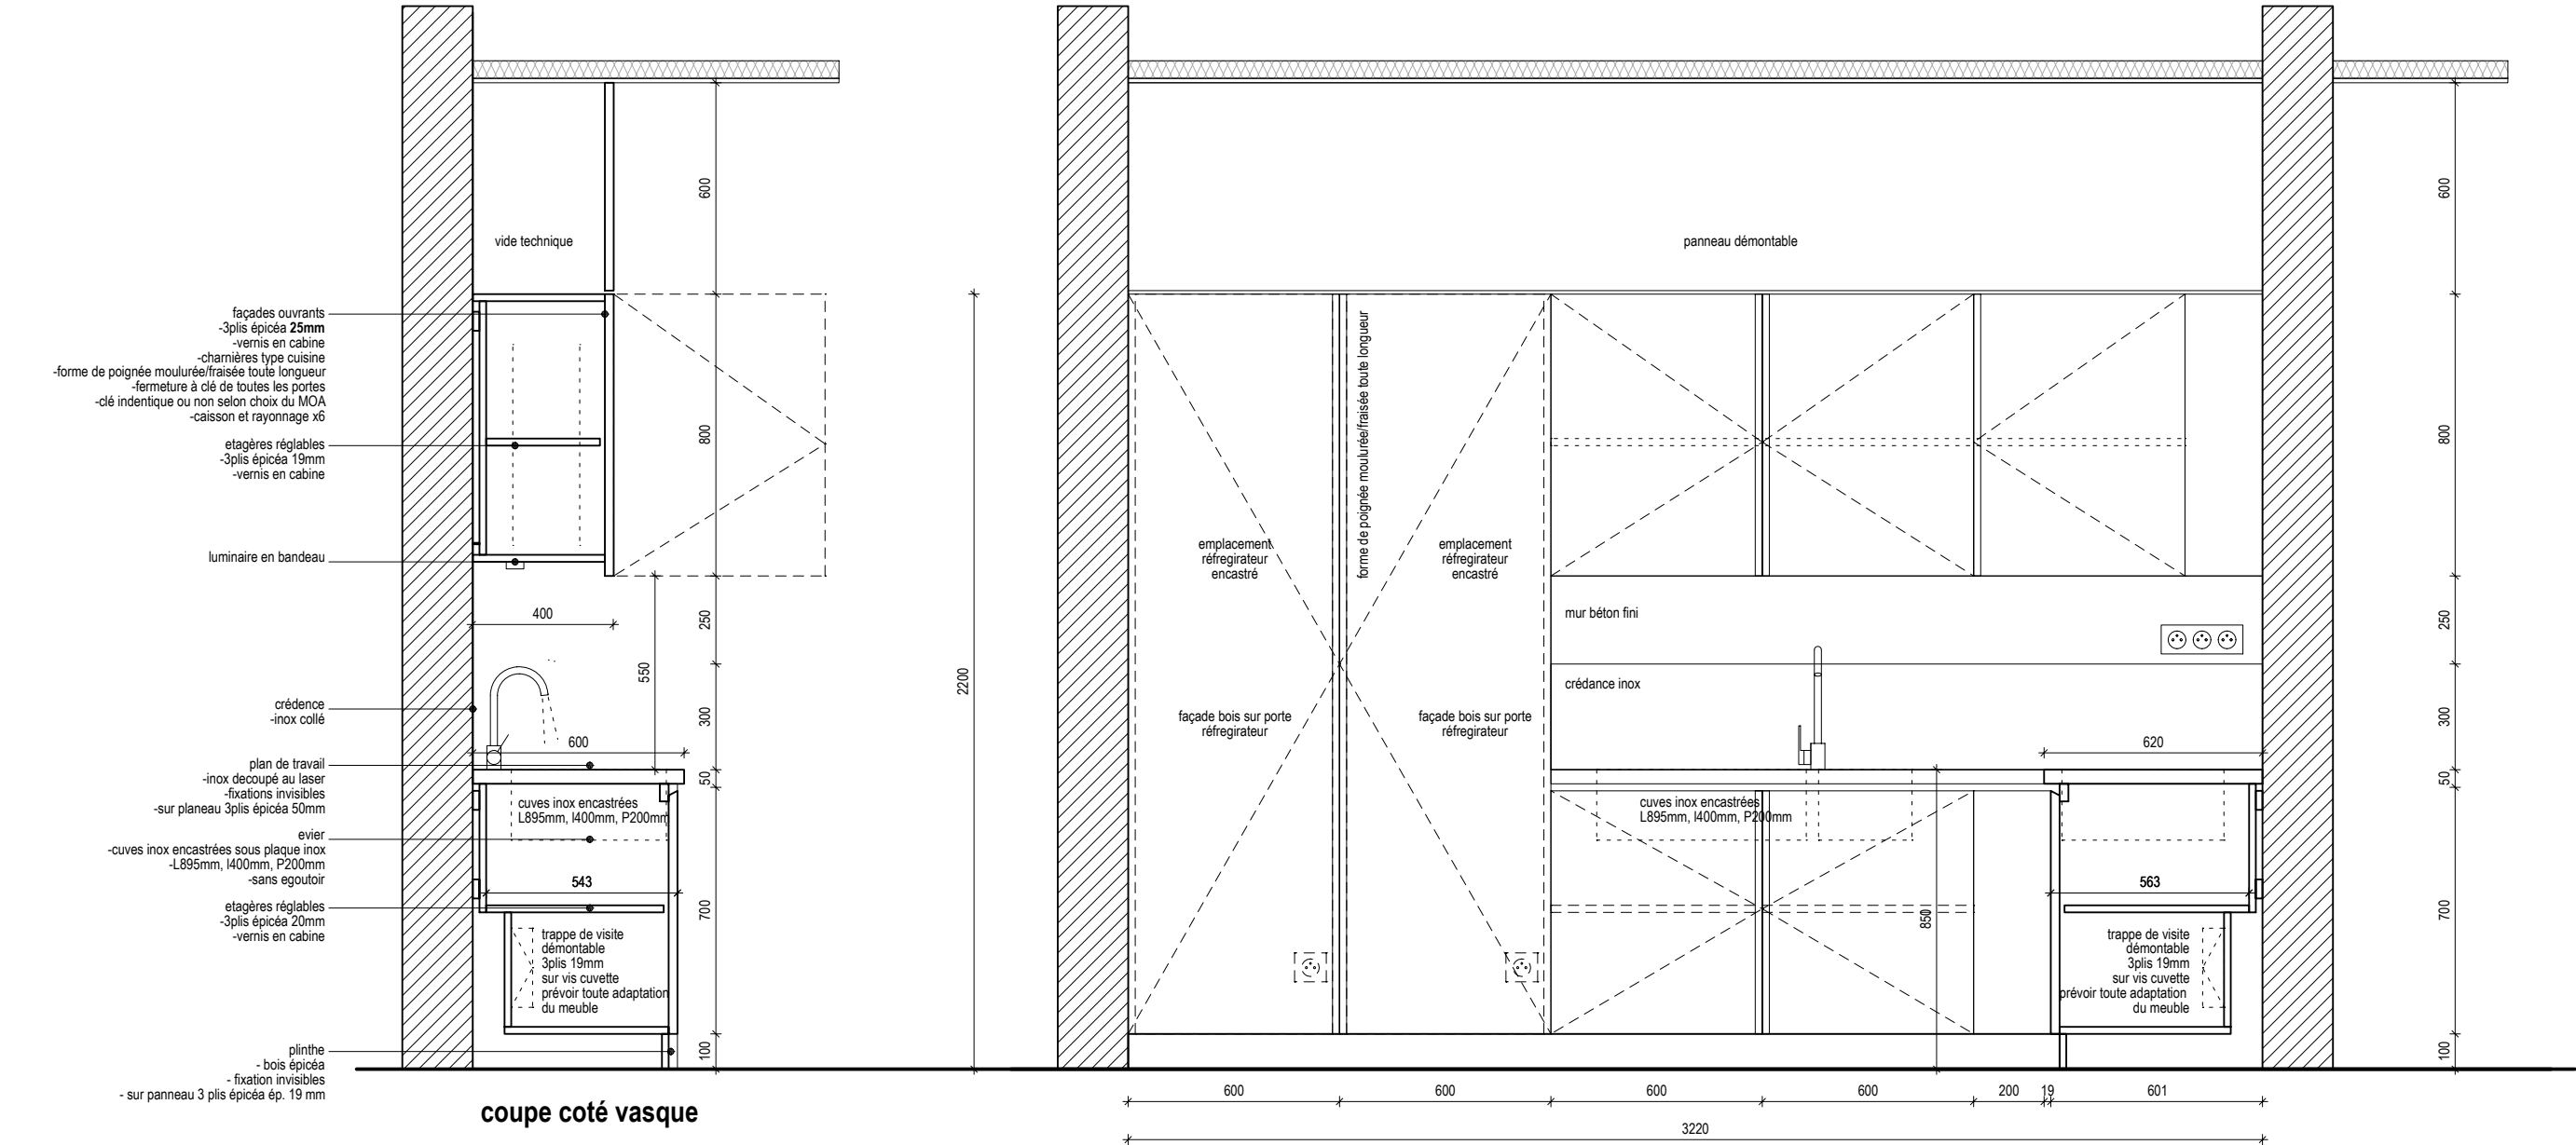 vide technique
façades ouvrants
-3plis épicéa 25mm
-vernis en cabine
-charnières type cuisine
-forme de poignée moulurée/fraisée toute longueur
-fermeture à clé de toutes les portes
-clé indentique ou non selon choix du MOA
-caisson et rayonnage x6
etagères réglables
-3plis épicéa 19mm
-vernis en cabine
luminaire en bandeau
crédence
-inox collé
plan de travail
-inox decoupé au laser
-fixations invisibles
-sur planeau 3plis épicéa 50mm
evier
-cuves inox encastrées sous plaque inox
-L895mm, l400mm, P200mm
-sans egoutoir
etagères réglables
-3plis épicéa 20mm
-vernis en cabine
plinthe
- bois épicéa
- fixation invisibles
- sur panneau 3 plis épicéa ép. 19 mm
400
600
cuves inox encastrées
L895mm, l400mm, P200mm
543
trappe de visite
démontable
3plis 19mm
sur vis cuvette
prévoir toute adaptation
du meuble
550
600
800
250
300
50
700
100
2200
coupe coté vasque
panneau démontable
emplacement
réfregirateur
encastré
façade bois sur porte
réfregirateur
forme de poignée moulurée/fraisée toute longueur
emplacement
réfregirateur
encastré
façade bois sur porte
réfregirateur
mur béton fini
crédance inox
cuves inox encastrées
L895mm, l400mm, P200mm
850
620
563
trappe de visite
démontable
3plis 19mm
sur vis cuvette
prévoir toute adaptation
du meuble
600
800
250
300
50
700
100
600 600 600 600 200 19 601
3220